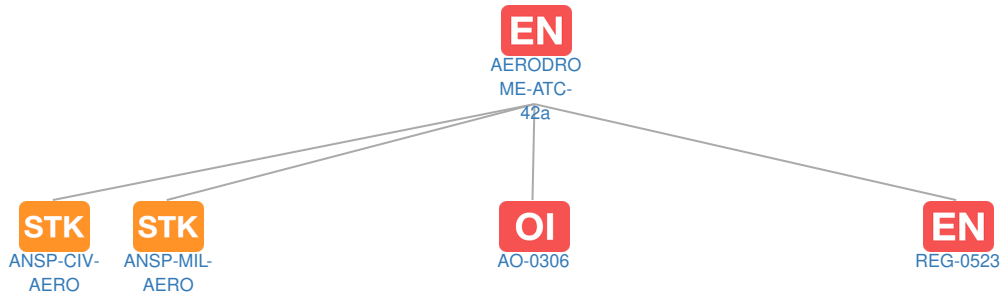 EN
AERODRO
ME-ATC-
42a
STK
STK
OI
EN
ANSP-CIV-
AERO
ANSP-MIL-
AERO
AO-0306
REG-0523